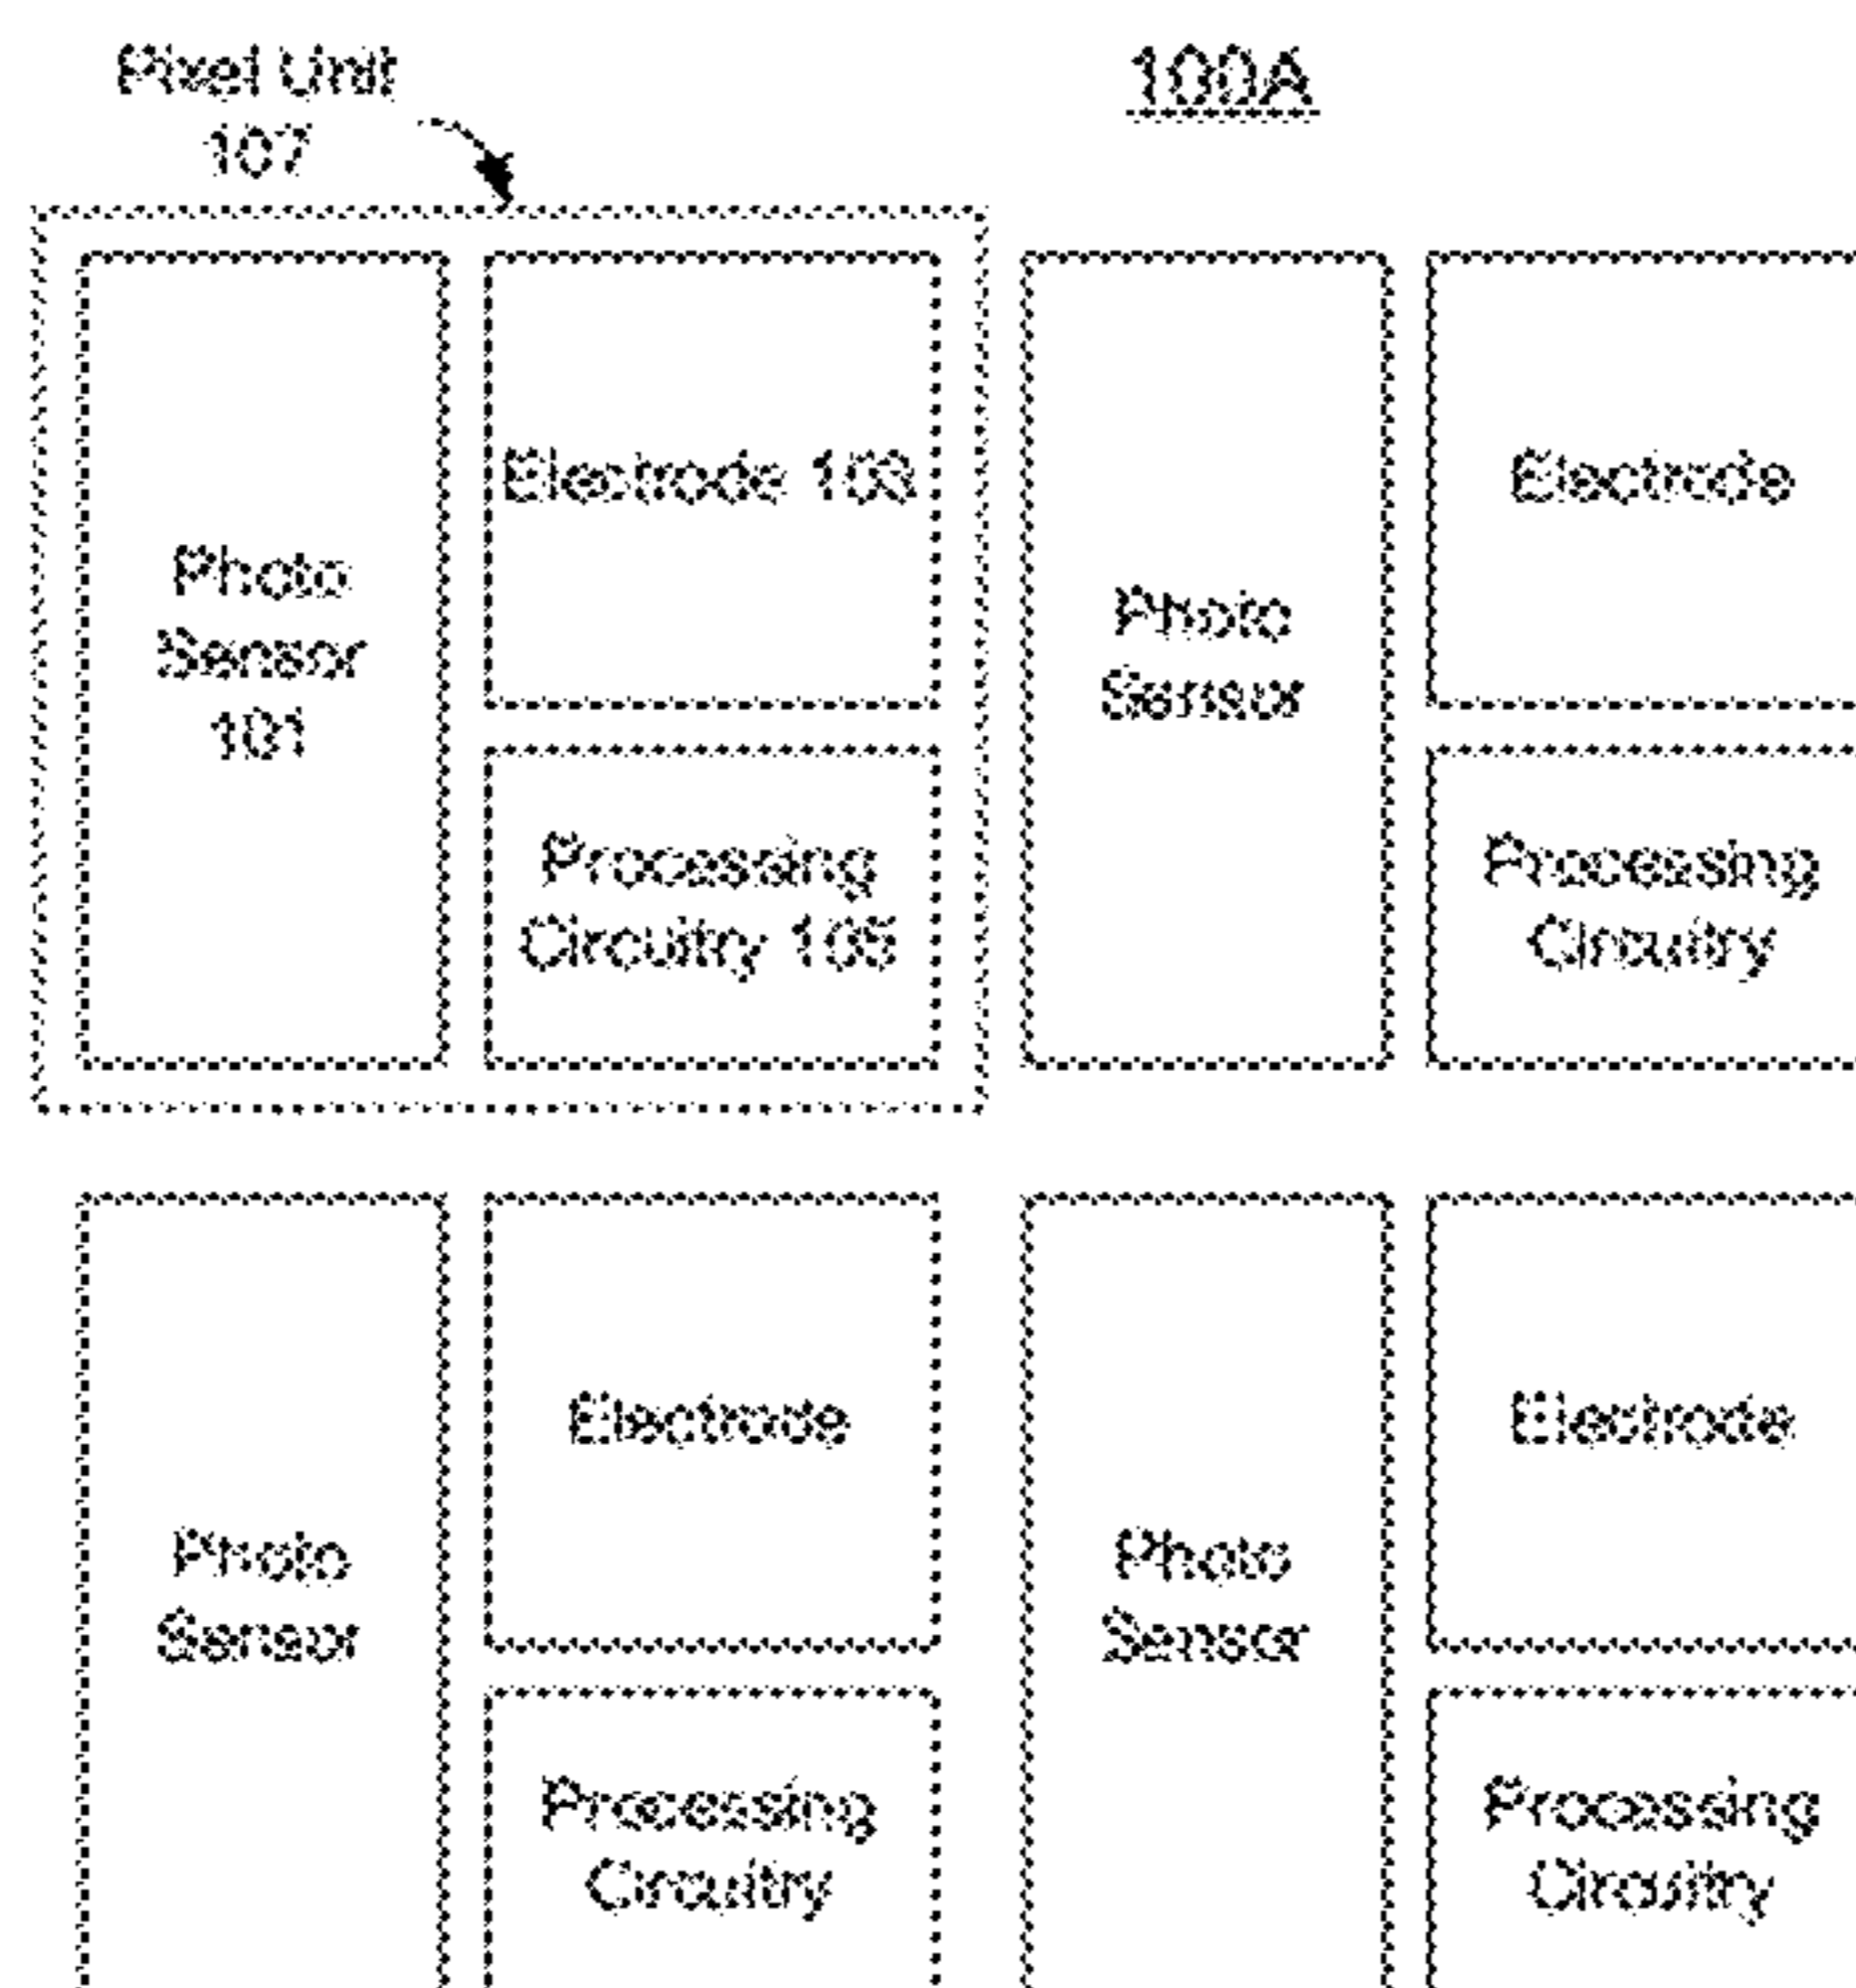 Pixel Unit
107
100A
Photo
Sensor
101
Electrode 103
Processing
Circuitry 105
Photo
Sensor
Electrode
Processing
Circuitry
Photo
Sensor
Electrode
Processing
Circuitry
Photo
Sensor
Electrode
Processing
Circuitry